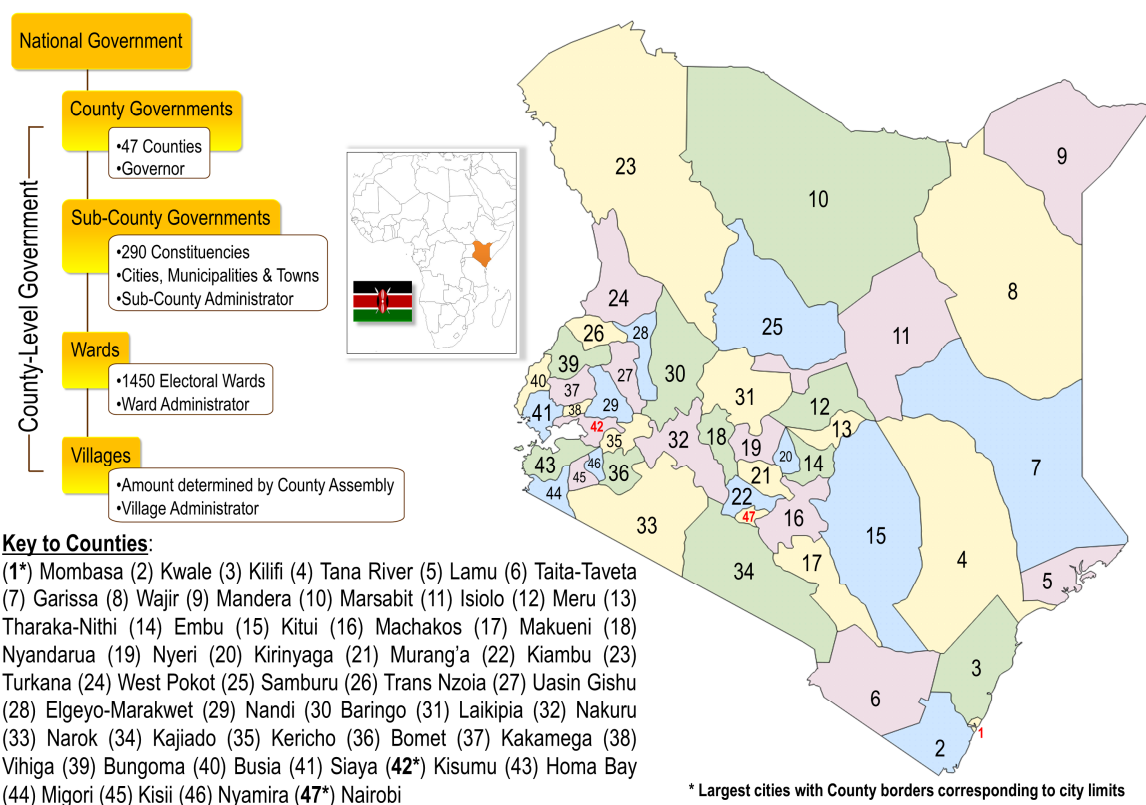 National Government
County Governments
•47 Counties
•Governor
Sub-County Governments
•290 Constituencies
•Cities, Municipalities & Towns
•Sub-County Administrator
Wards
•1450 Electoral Wards
•Ward Administrator
Villages
•Amount determined by County Assembly
•Village Administrator
County-Level Government
Key to Counties:
(1*) Mombasa (2) Kwale (3) Kilifi (4) Tana River (5) Lamu (6) Taita-Taveta
(7) Garissa (8) Wajir (9) Mandera (10) Marsabit (11) Isiolo (12) Meru (13)
Tharaka-Nithi (14) Embu (15) Kitui (16) Machakos (17) Makueni (18)
Nyandarua (19) Nyeri (20) Kirinyaga (21) Murang’a (22) Kiambu (23)
Turkana (24) West Pokot (25) Samburu (26) Trans Nzoia (27) Uasin Gishu
(28) Elgeyo-Marakwet (29) Nandi (30 Baringo (31) Laikipia (32) Nakuru
(33) Narok (34) Kajiado (35) Kericho (36) Bomet (37) Kakamega (38)
Vihiga (39) Bungoma (40) Busia (41) Siaya (42*) Kisumu (43) Homa Bay
(44) Migori (45) Kisii (46) Nyamira (47*) Nairobi
23
9
10
8
24
25
26
28
11
39
27
30
40
37
31
29
41
38
12
42
13
35
32
18
19
20
43
46
36
14
7
45
21
44
22
47
16
33
15
17
4
34
5
3
6
1
2
* Largest cities with County borders corresponding to city limits